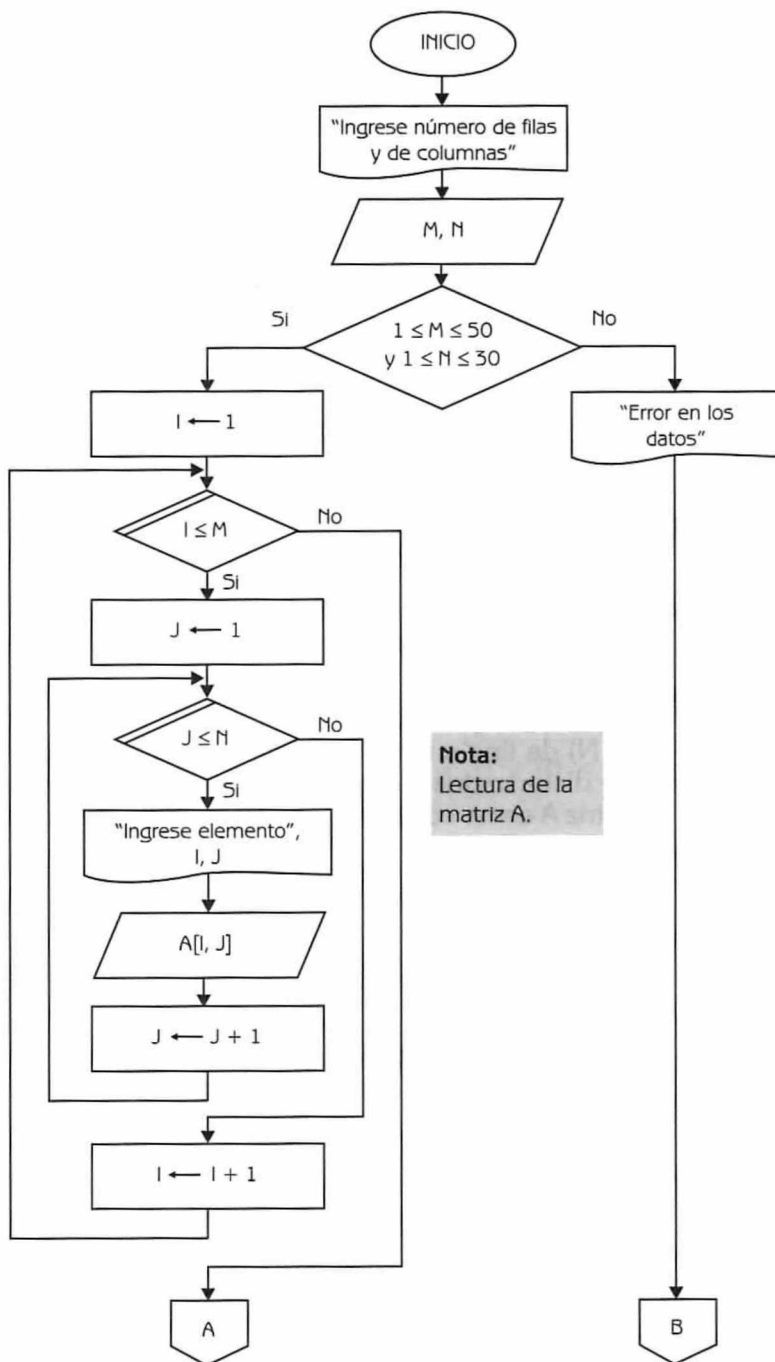 INICIO
“Ingrese número de filas
y de columnas”
M, N
Si
1 ≤ M ≤ 50
y 1 ≤ N ≤ 30
No
I ← 1
“Error en los
datos”
I ≤ M
No
Si
J ← 1
J ≤ N
No
Si
Nota:
Lectura de la
matriz A.
“Ingrese elemento”,
I, J
A[I, J]
J ← J + 1
I ← I + 1
A
B